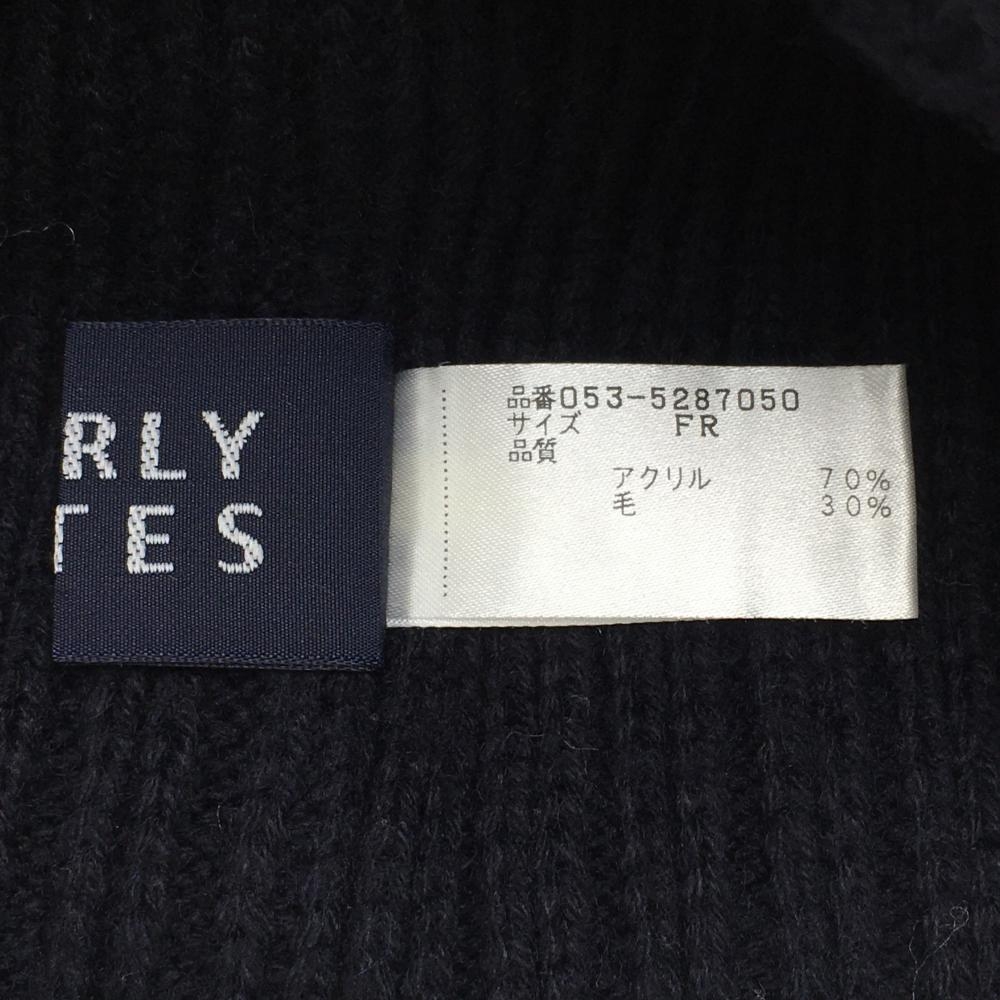 RLY
TES
品番053-5287050
サイズ FR
品質
アクリル 70%
毛 30%